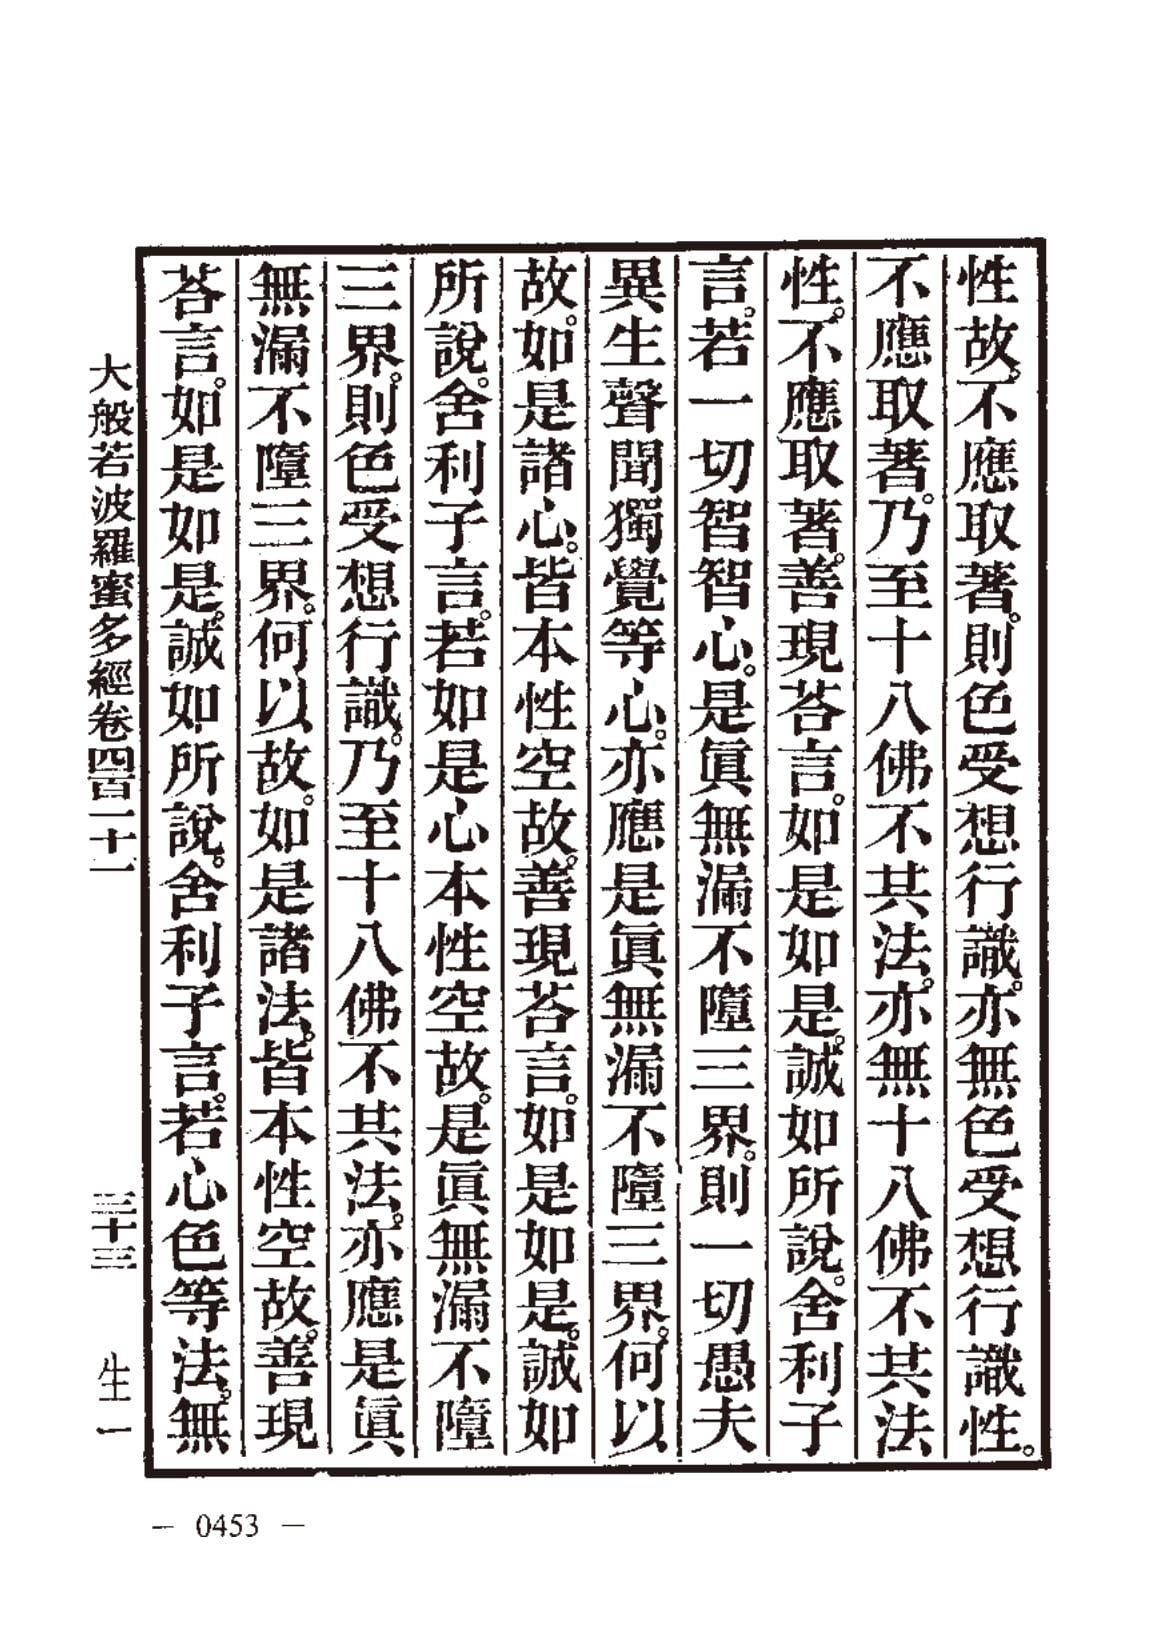 性故。不應取著。則色受想行識。亦無色受想行識性。
不應取著。乃至十八佛不共法。亦無十八佛不共法
性。不應取著。善現荅言。如是如是。誠如所說。舍利子
言。若一切智智心。是眞無漏不墮三界。則一切愚夫
異生聲聞獨覺等心。亦應是眞無漏不墮三界。何以
故。如是諸心。皆本性空故。善現荅言。如是如是。誠如
所說。舍利子言。若如是心本性空故。是眞無漏不墮
三界。則色受想行識。乃至十八佛不共法。亦應是眞
無漏不墮三界。何以故。如是諸法。皆本性空故。善現
荅言。如是如是。誠如所說。舍利子言。若心色等法。無
大般若波羅蜜多經卷四百一十一 三十三 生一
— 0453 —